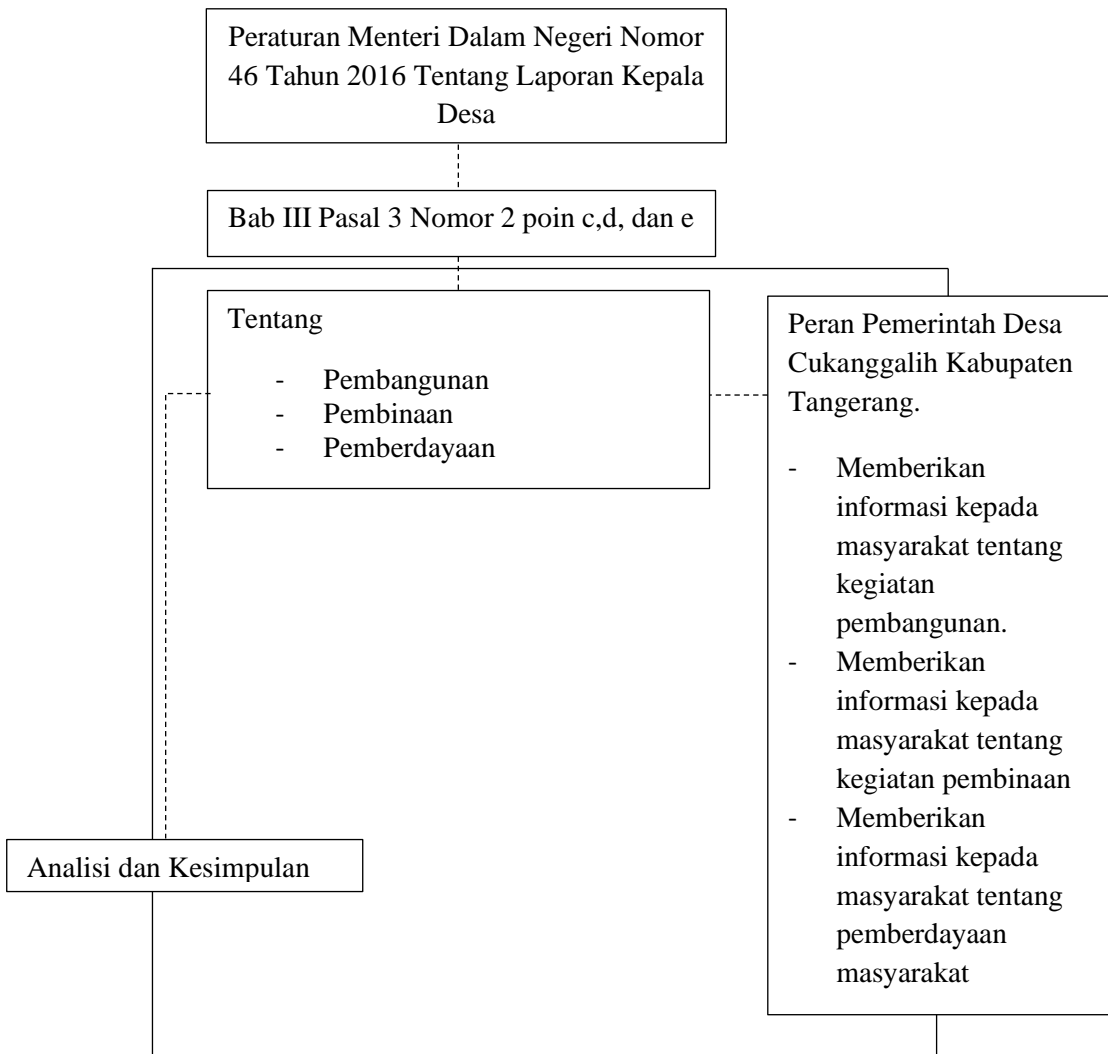 Peraturan Menteri Dalam Negeri Nomor
46 Tahun 2016 Tentang Laporan Kepala
Desa
Bab III Pasal 3 Nomor 2 poin c,d, dan e
Tentang
- Pembangunan
- Pembinaan
- Pemberdayaan
Peran Pemerintah Desa
Cukanggalih Kabupaten
Tangerang.
- Memberikan
informasi kepada
masyarakat tentang
kegiatan
pembangunan.
- Memberikan
informasi kepada
masyarakat tentang
kegiatan pembinaan
- Memberikan
informasi kepada
masyarakat tentang
pemberdayaan
masyarakat
Analisi dan Kesimpulan